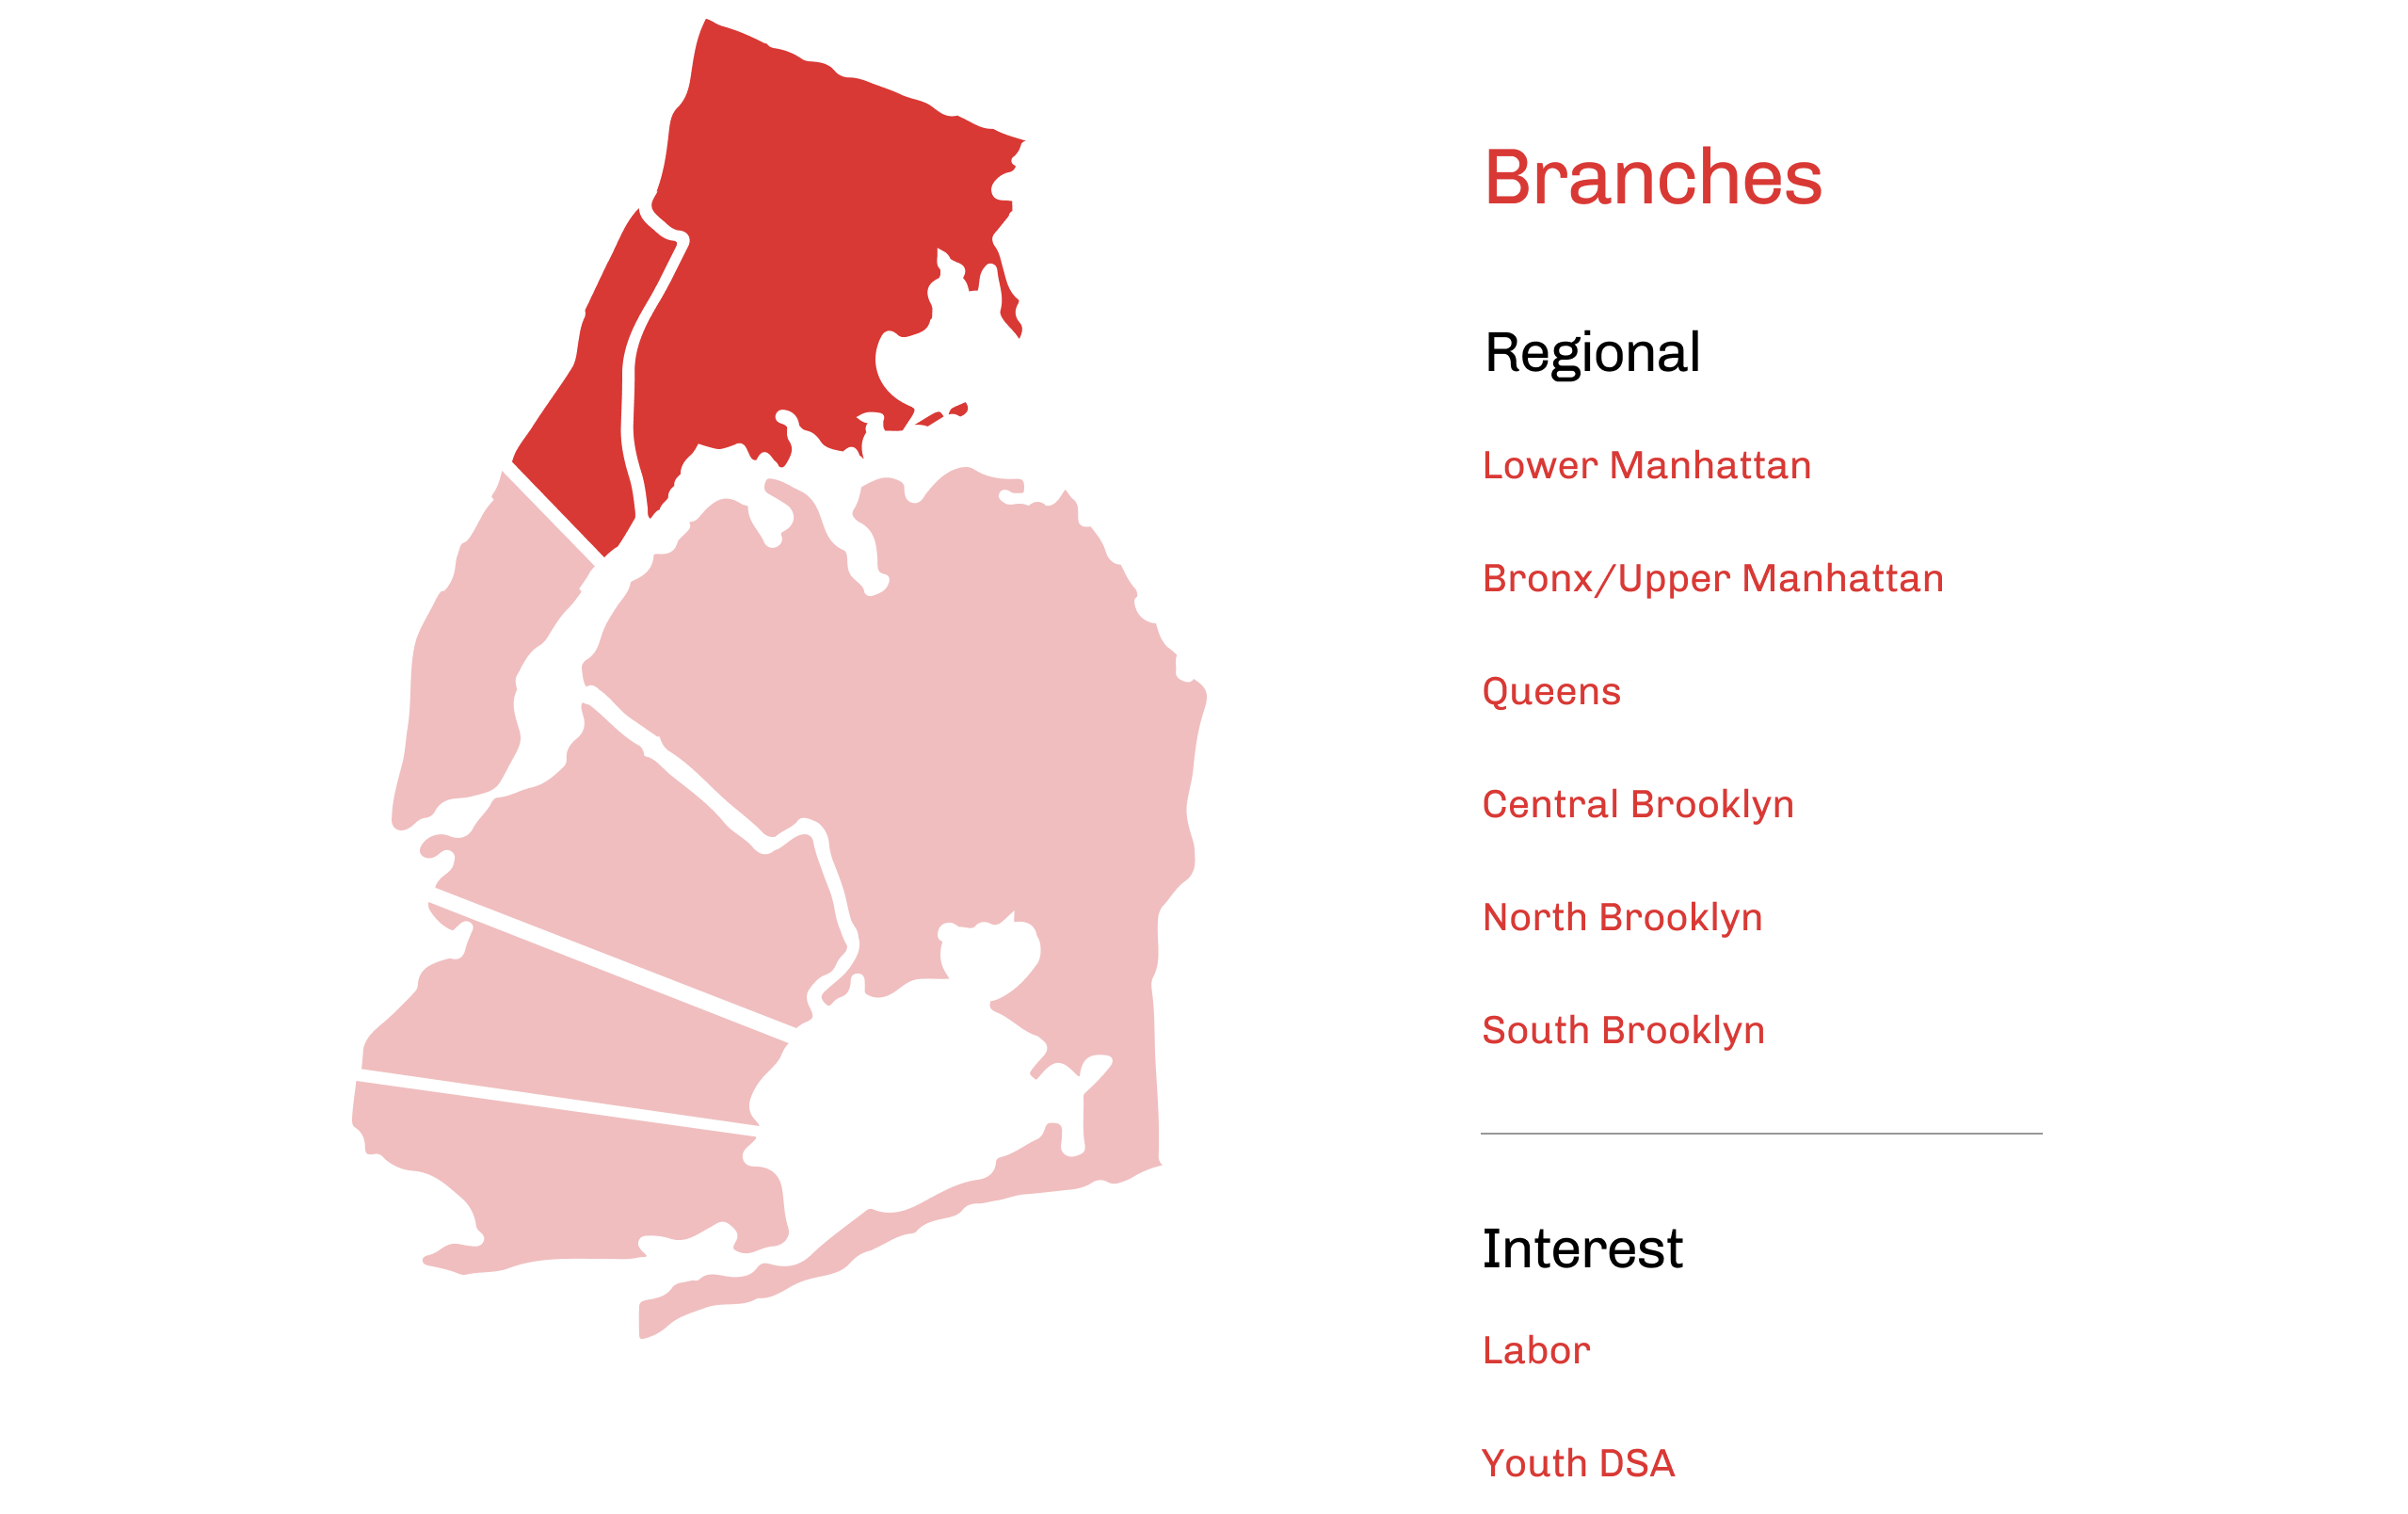 Branches
Regional
Lower Manhattan
Bronx/Upper Manhattan
Queens
Central Brooklyn
North Brooklyn
South Brooklyn
Interest
Labor
Youth DSA